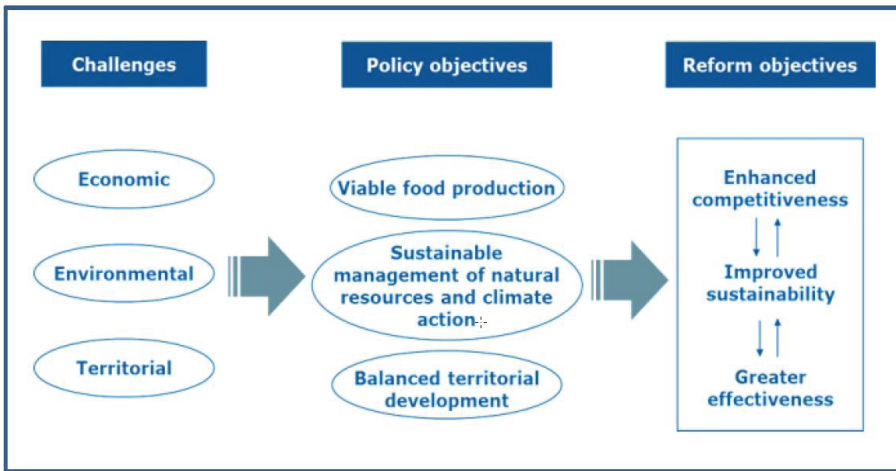 Challenges
Policy objectives
Reform objectives
Economic
Environmental
Territorial
Viable food production
Sustainable
management of natural
resources and climate
action
Balanced territorial
development
Enhanced
competitiveness
Improved
sustainability
Greater
effectiveness